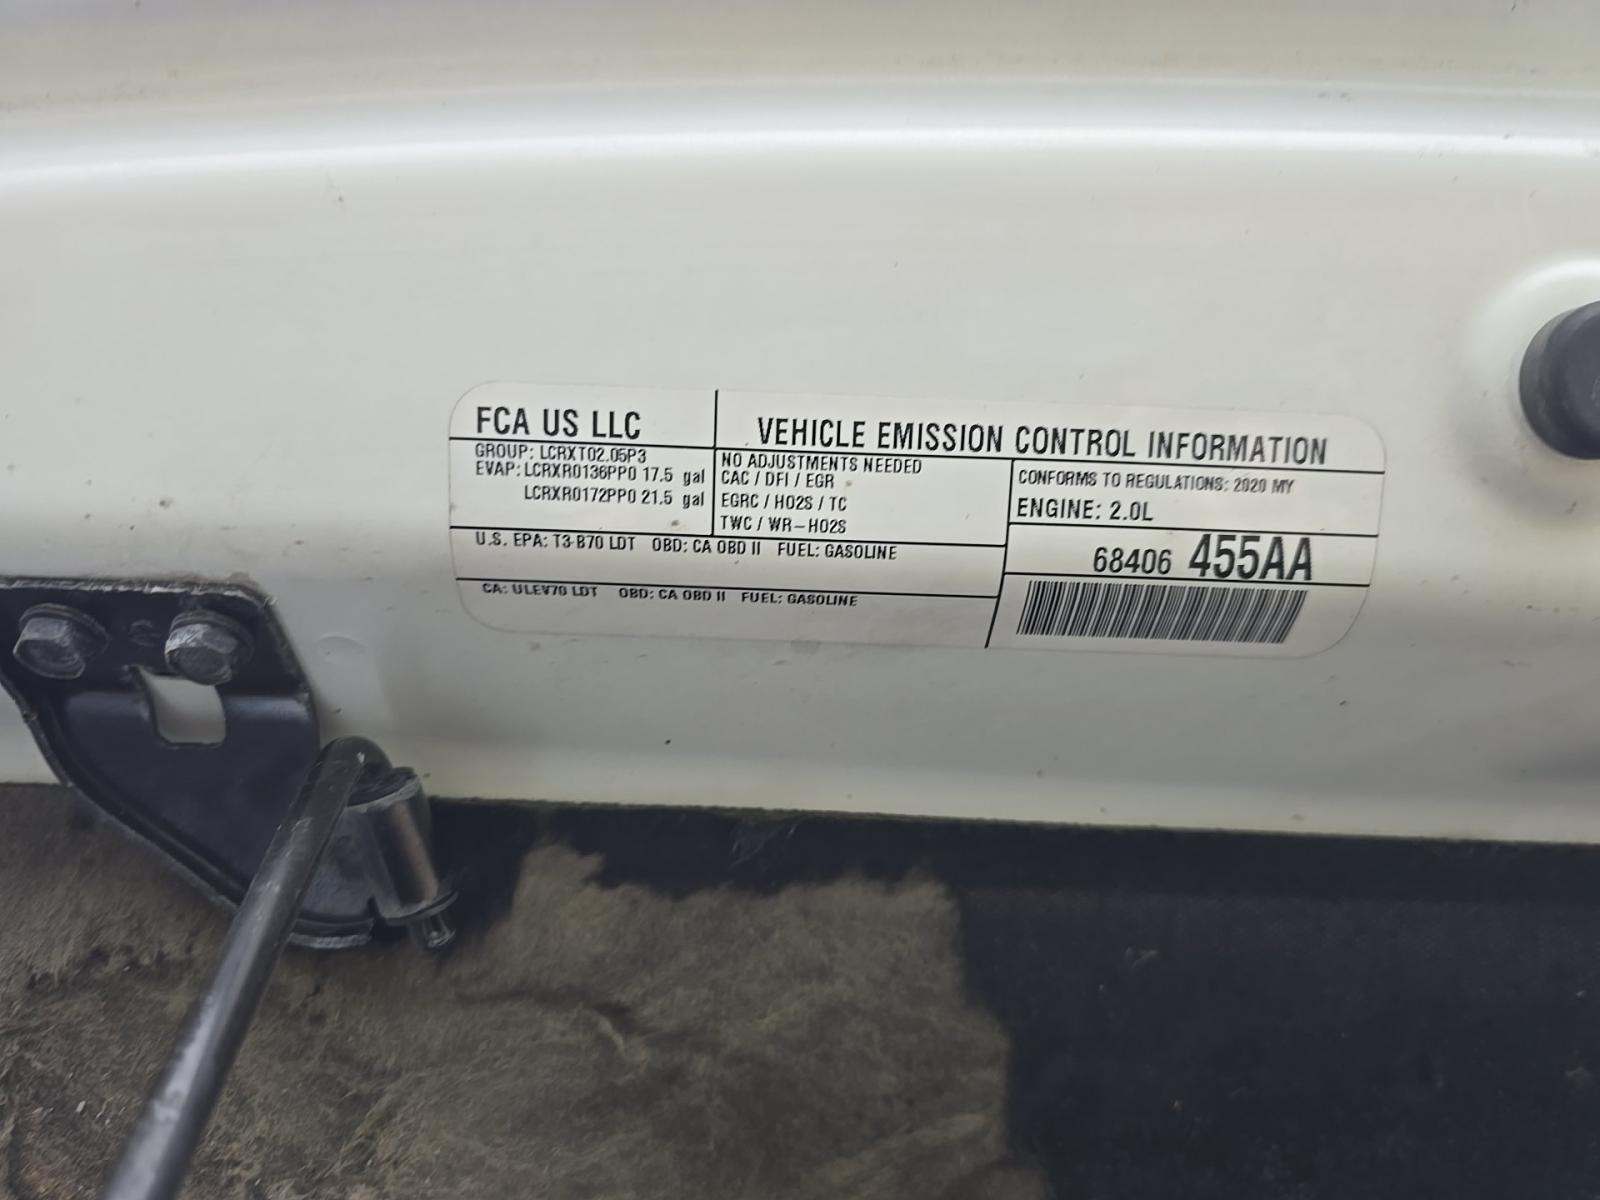 FCA US LLC
VEHICLE EMISSION CONTROL INFORMATION
GROUP: LCRXT02.05P3
EVAP: LCRXR0136PP0 17.5 gal
LCRXR0172PP0 21.5 gal
NO ADJUSTMENTS NEEDED
CAC / DFI / EGR
EGRC / HO2S / TC
TWC / WR-HO2S
CONFORMS TO REGULATIONS: 2020 MY
ENGINE: 2.0L
U.S. EPA: T3 B70 LDT OBD: CA OBD II FUEL: GASOLINE
68406 455AA
CA: ULEV70 LDT OBD: CA OBD II FUEL: GASOLINE